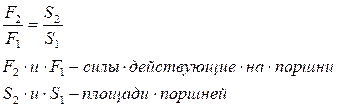 F₂/F₁ = S₂/S₁
F₂ · и · F₁ – силы · действующие · на · поршни
S₂ · и · S₁ – площади · поршней